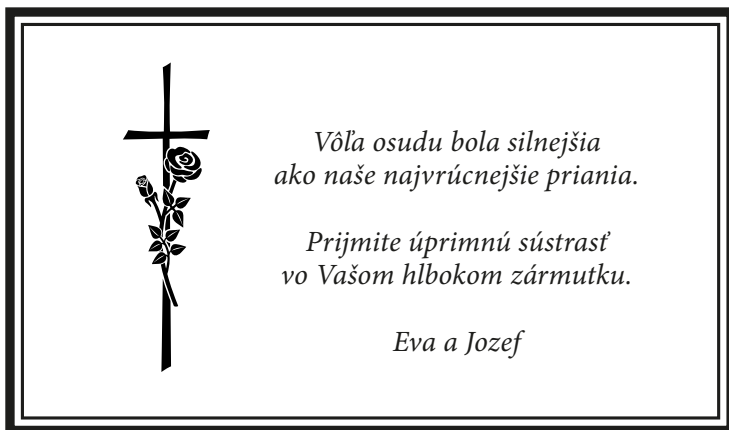 Vôľa osudu bola silnejšia
ako naše najvrúcnejšie priania.
Prijmite úprimnú sústrasť
vo Vašom hlbokom zármutku.
Eva a Jozef